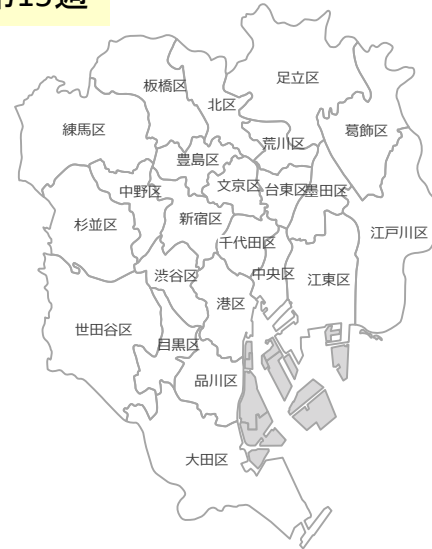 第15週
足立区
板橋区
北区
練馬区
葛飾区
荒川区
豊島区
文京区
台東区
墨田区
中野区
新宿区
杉並区
江戸川区
千代田区
中央区
渋谷区
江東区
港区
世田谷区
目黒区
品川区
大田区